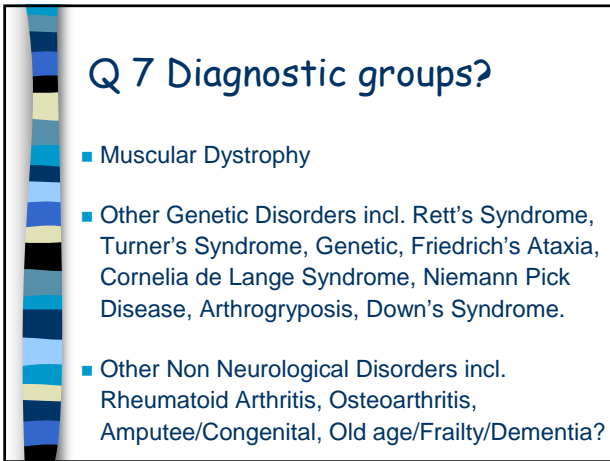 Q 7 Diagnostic groups?
Muscular Dystrophy
Other Genetic Disorders incl. Rett's Syndrome,
Turner's Syndrome, Genetic, Friedrich's Ataxia,
Cornelia de Lange Syndrome, Niemann Pick
Disease, Arthrogryposis, Down's Syndrome.
Other Non Neurological Disorders incl.
Rheumatoid Arthritis, Osteoarthritis,
Amputee/Congenital, Old age/Frailty/Dementia?